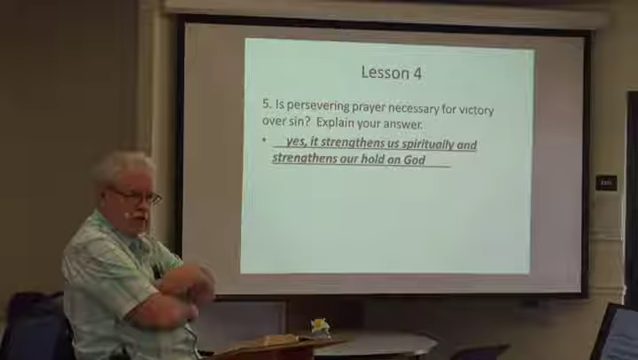 Lesson 4
5. Is persevering prayer necessary for victory
over sin? Explain your answer.
• yes, it strengthens us spiritually and
strengthens our hold on God